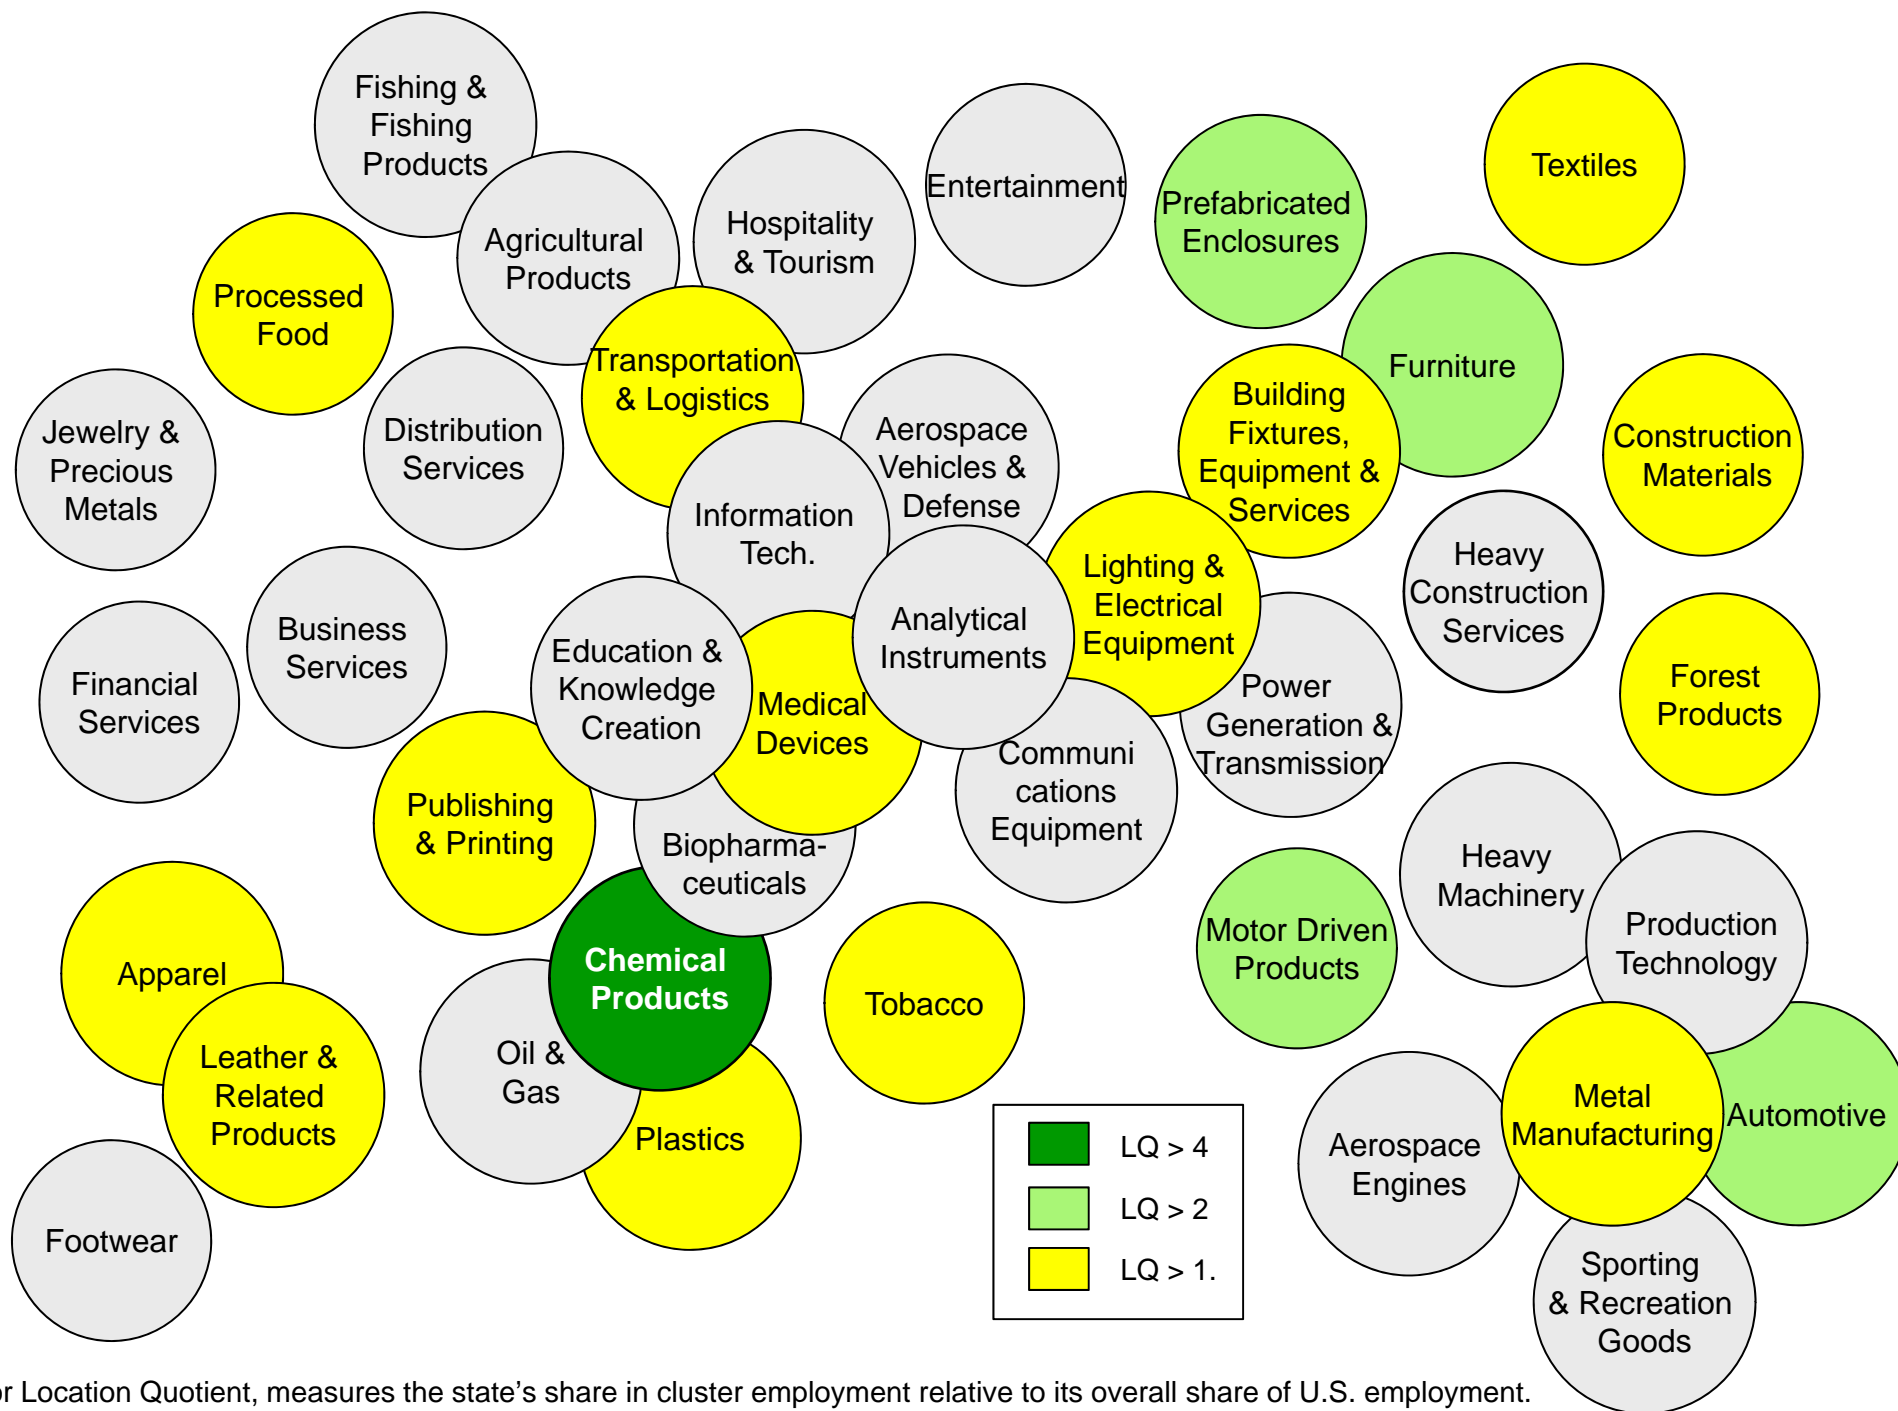 Fishing &
Fishing
Products
Agricultural
Products
Hospitality
& Tourism
Entertainment
Prefabricated
Enclosures
Textiles
Processed
Food
Transportation
& Logistics
Furniture
Jewelry &
Precious
Metals
Distribution
Services
Aerospace
Vehicles &
Defense
Building
Fixtures,
Equipment &
Services
Construction
Materials
Information
Tech.
Heavy
Construction
Services
Lighting &
Electrical
Equipment
Analytical
Instruments
Business
Services
Education &
Knowledge
Creation
Financial
Services
Medical
Devices
Power
Generation &
Transmission
Forest
Products
Communi
cations
Equipment
Publishing
& Printing
Biopharma-
ceuticals
Heavy
Machinery
Production
Technology
Motor Driven
Products
Apparel
Chemical
Products
Tobacco
Leather &
Related
Products
Oil &
Gas
Plastics
Metal
Manufacturing
Automotive
Aerospace
Engines
Footwear
Sporting
& Recreation
Goods
LQ > 4
LQ > 2
LQ > 1.
or Location Quotient, measures the state’s share in cluster employment relative to its overall share of U.S. employment.